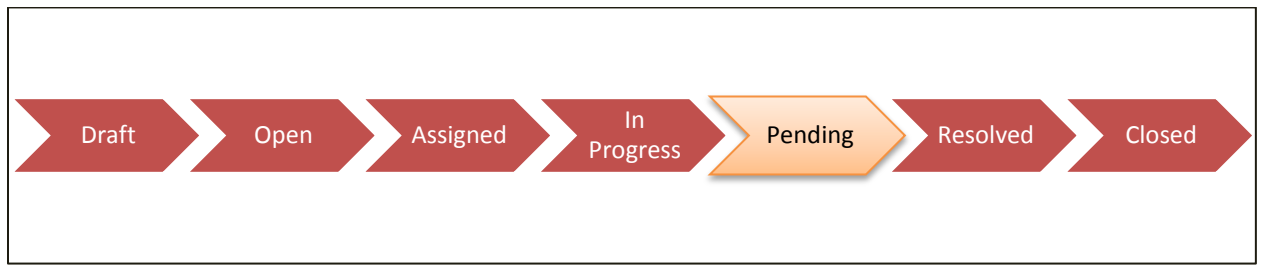 Draft
Open
Assigned
In
Progress
Pending
Resolved
Closed